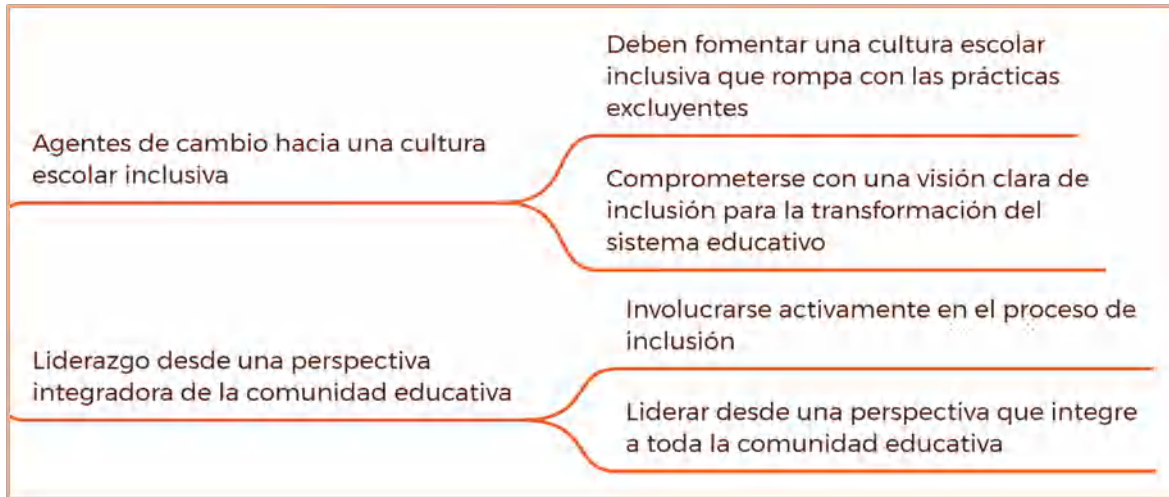 Agentes de cambio hacia una cultura
escolar inclusiva
Deben fomentar una cultura escolar
inclusiva que rompa con las prácticas
excluyentes
Comprometerse con una visión clara de
inclusión para la transformación del
sistema educativo
Liderazgo desde una perspectiva
integradora de la comunidad educativa
Involucrarse activamente en el proceso de
inclusión
Liderar desde una perspectiva que integre
a toda la comunidad educativa